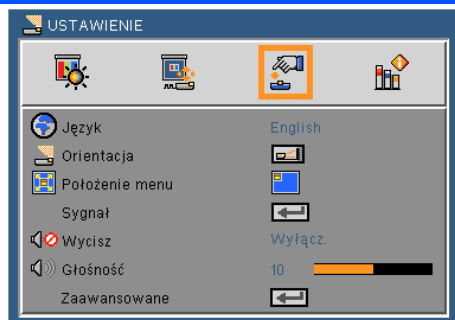 USTAWIENIE
Język English
Orientacja
Położenie menu
Sygnał
Wycisz Wyłącz.
Głośność 10
Zaawansowane